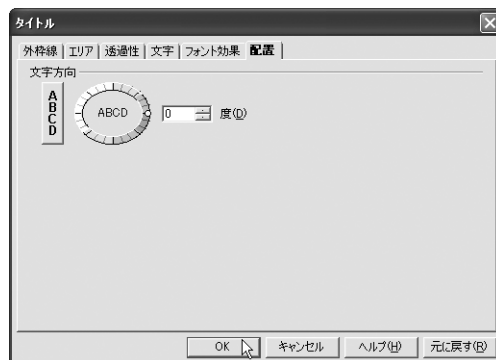 タイトル
外枠線 エリア 透過性 文字 フォント効果 配置
文字方向
ABCD ABCD 0 度(D)
OK キャンセル ヘルプ(H) 元に戻す(R)